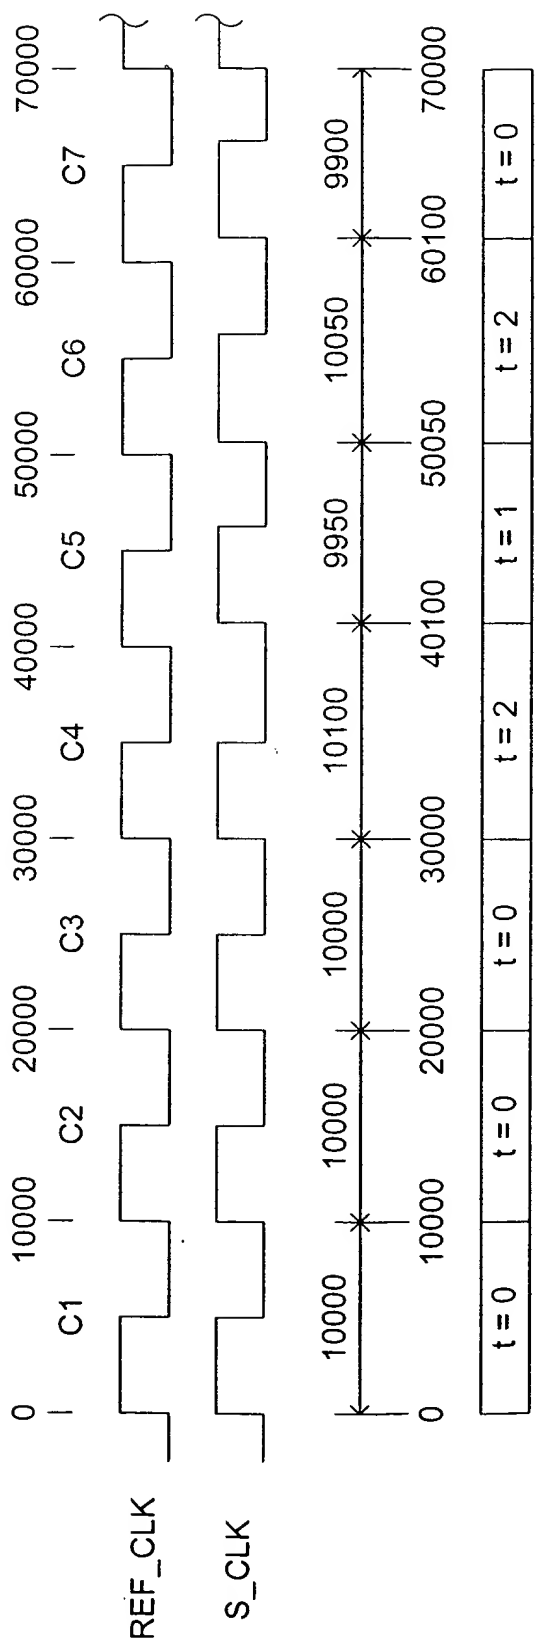 0 10000 20000 30000 40000 50000 60000 70000
C1 C2 C3 C4 C5 C6 C7
REF_CLK
S_CLK
10000 10000 10000 10100 9950 10050 9900
0 10000 20000 30000 40100 50050 60100 70000
t = 0 t = 0 t = 0 t = 2 t = 1 t = 2 t = 0